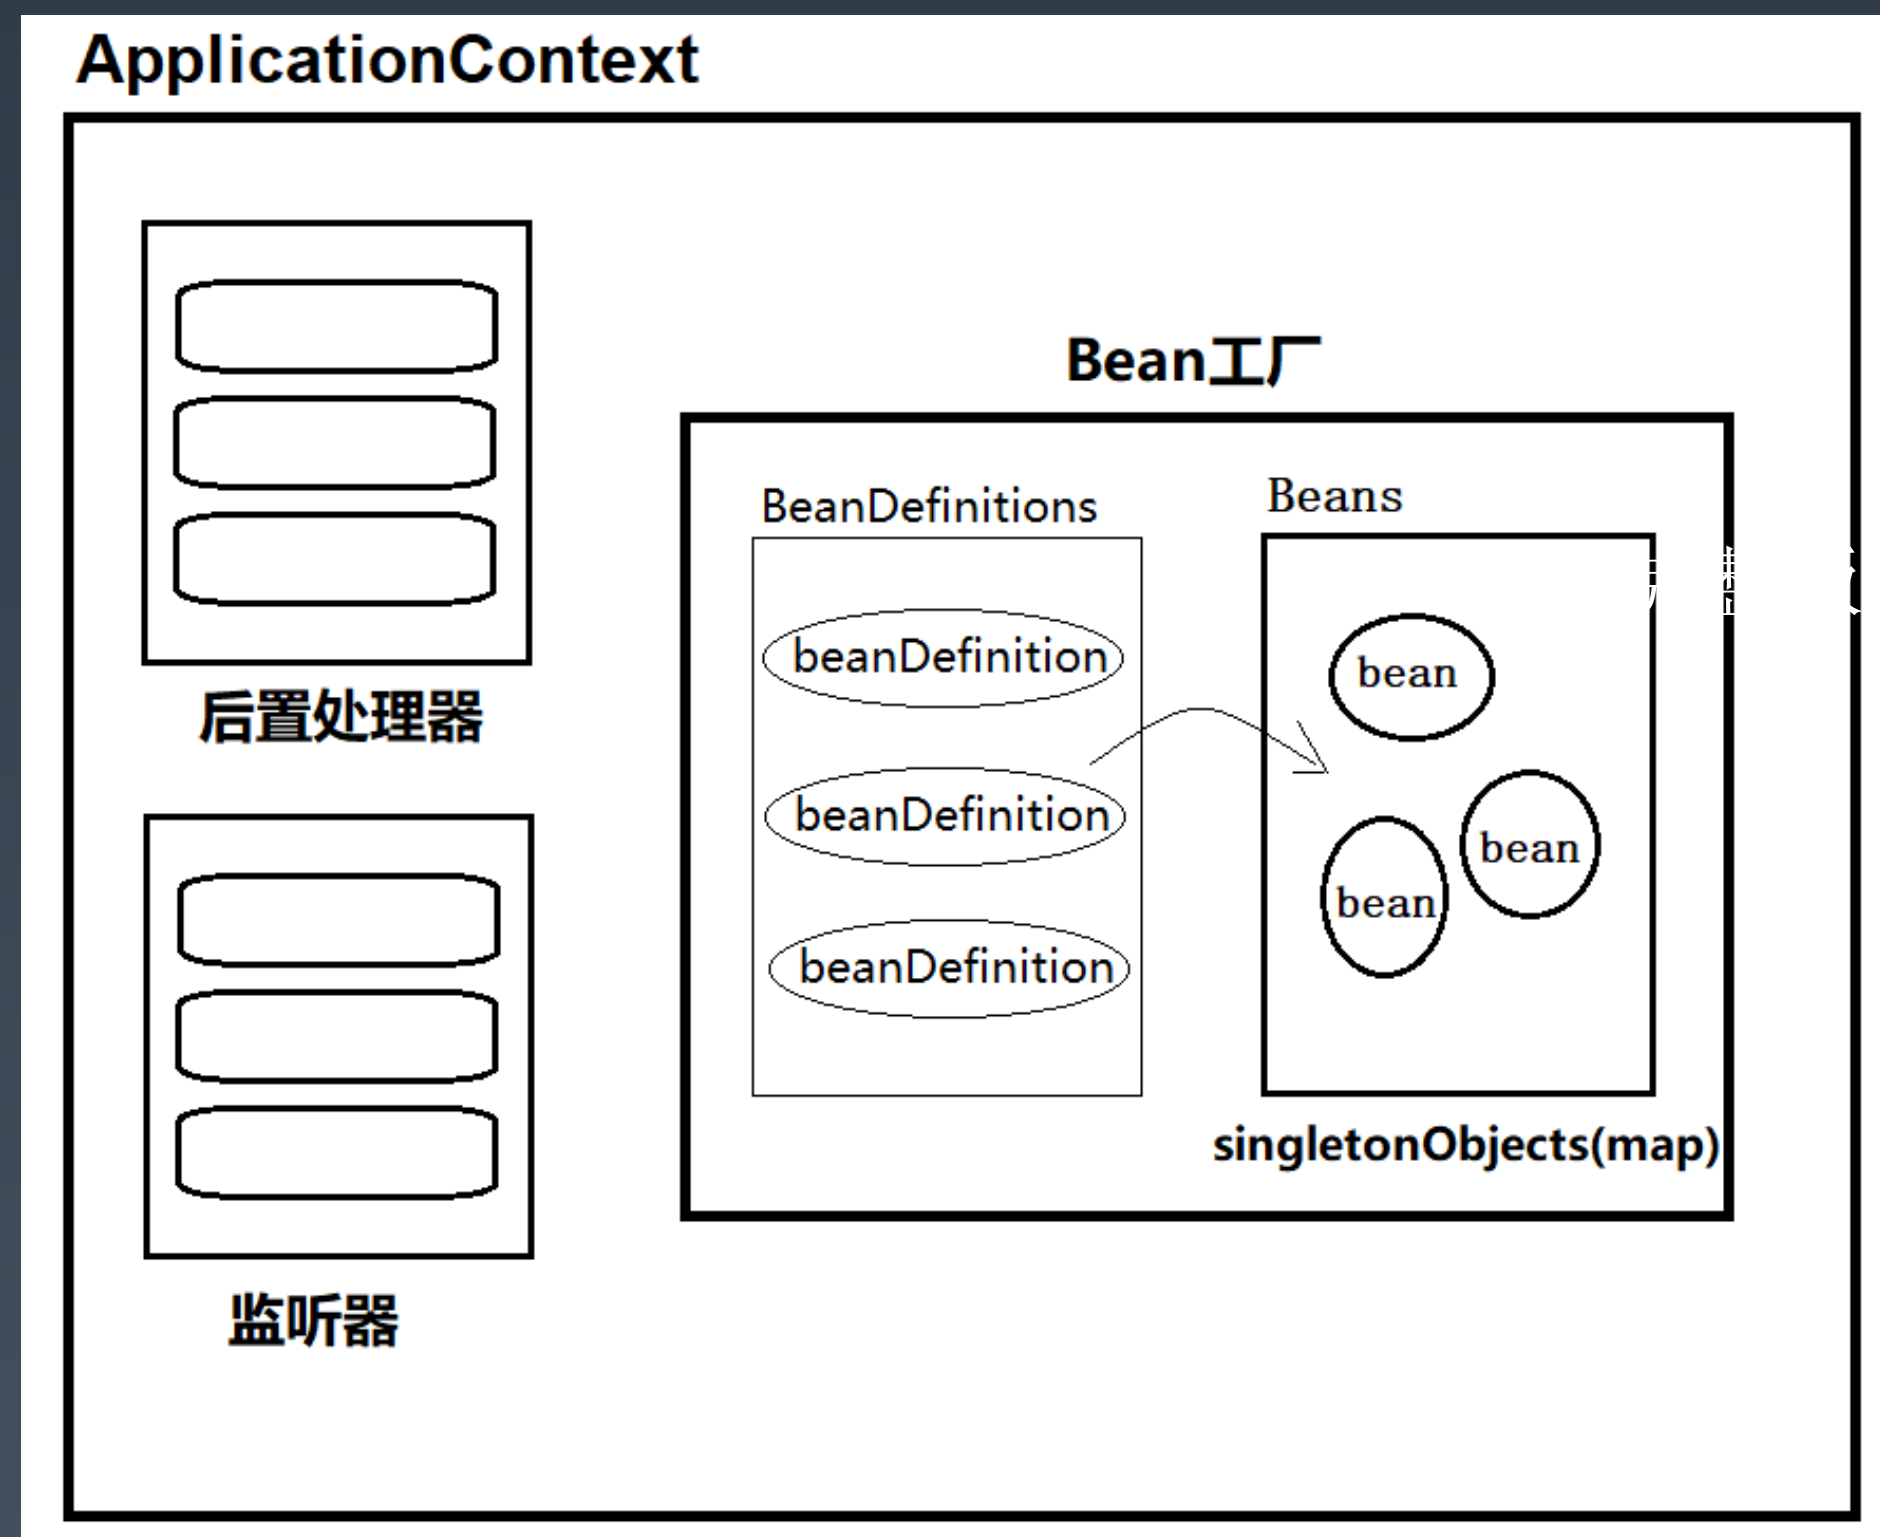 ApplicationContext
后置处理器
监听器
Bean工厂
BeanDefinitions
beanDefinition
beanDefinition
beanDefinition
Beans
bean
bean
bean
singletonObjects(map)